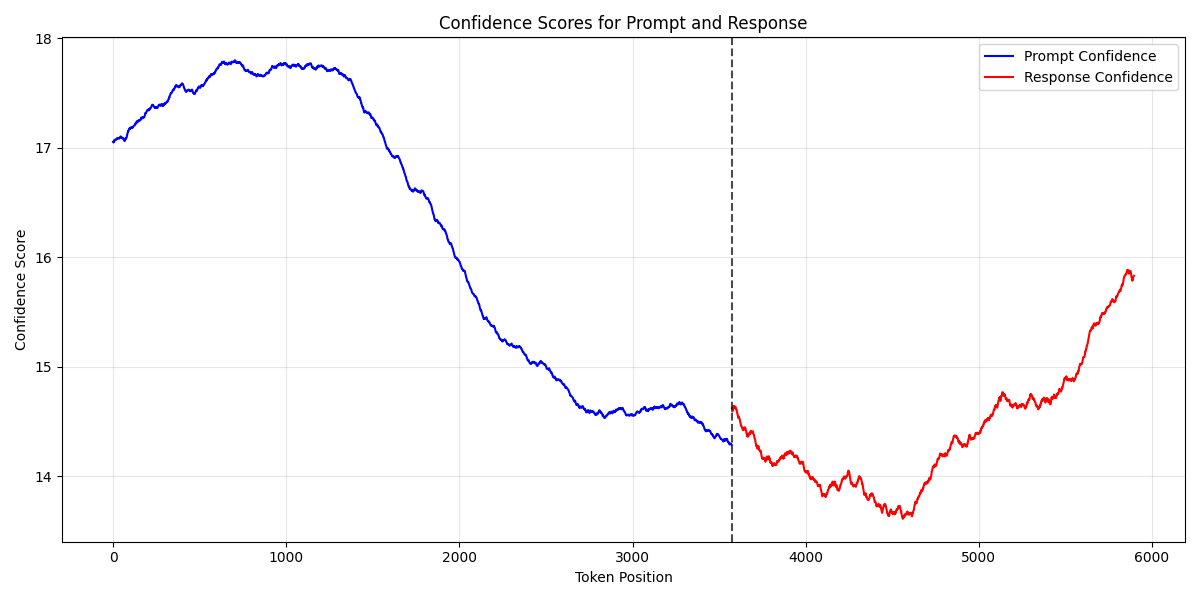 Confidence Scores for Prompt and Response
Confidence Score
18
17
16
15
14
Prompt Confidence
Response Confidence
0
1000
2000
3000
4000
5000
6000
Token Position